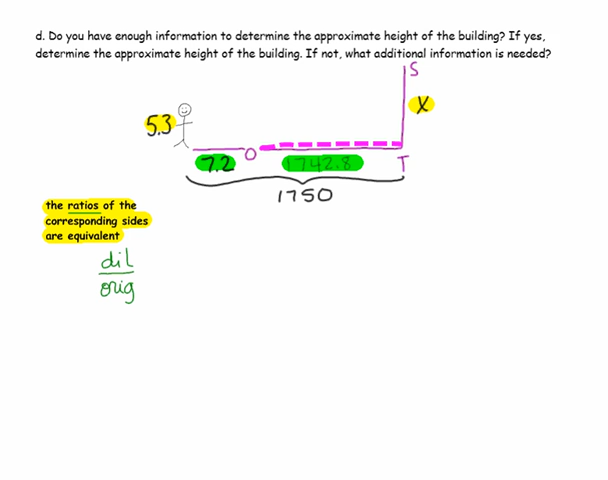 d. Do you have enough information to determine the approximate height of the building? If yes,
determine the approximate height of the building. If not, what additional information is needed?
S
X
5.3
7.2 O 1742.8 T
1750
the ratios of the
corresponding sides
are equivalent
dil
orig